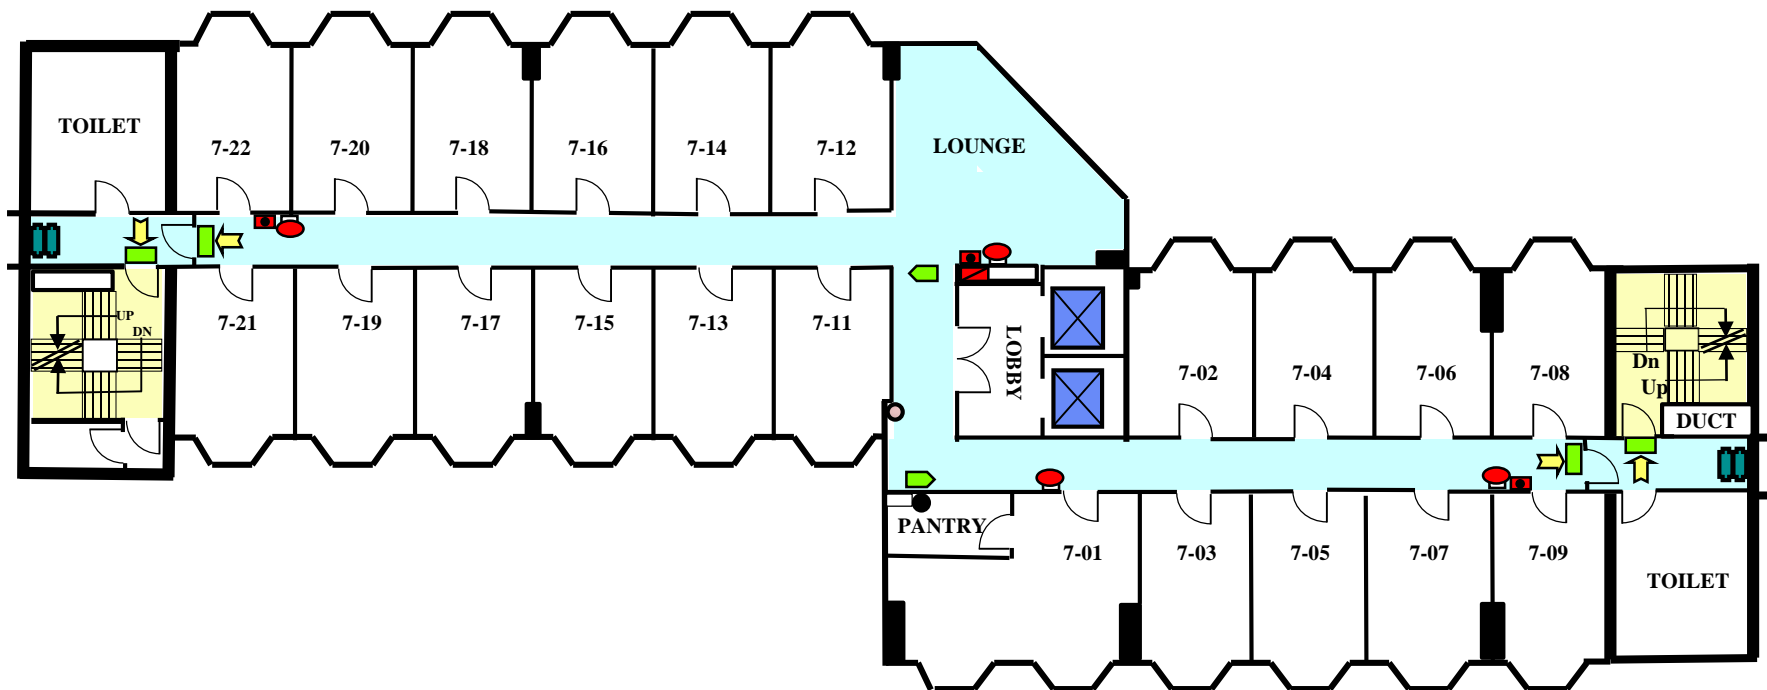 TOILET
7-22
7-20
7-18
7-16
7-14
7-12
LOUNGE
UP
DN
7-21
7-19
7-17
7-15
7-13
7-11
LOBBY
7-02
7-04
7-06
7-08
Dn
Up
DUCT
PANTRY
7-01
7-03
7-05
7-07
7-09
TOILET